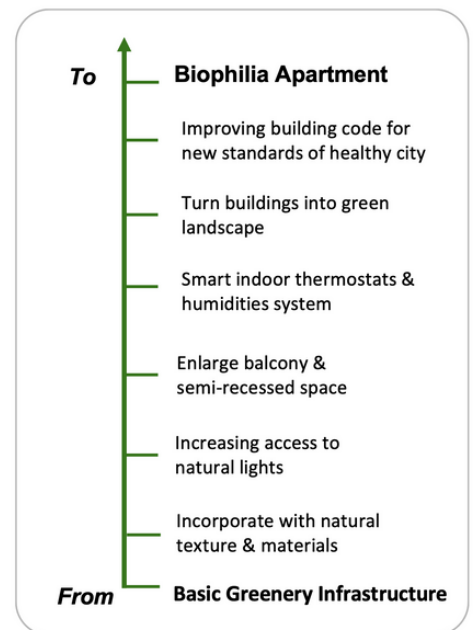 To
Biophilia Apartment
Improving building code for
new standards of healthy city
Turn buildings into green
landscape
Smart indoor thermostats &
humidities system
Enlarge balcony &
semi-recessed space
Increasing access to
natural lights
Incorporate with natural
texture & materials
From
Basic Greenery Infrastructure